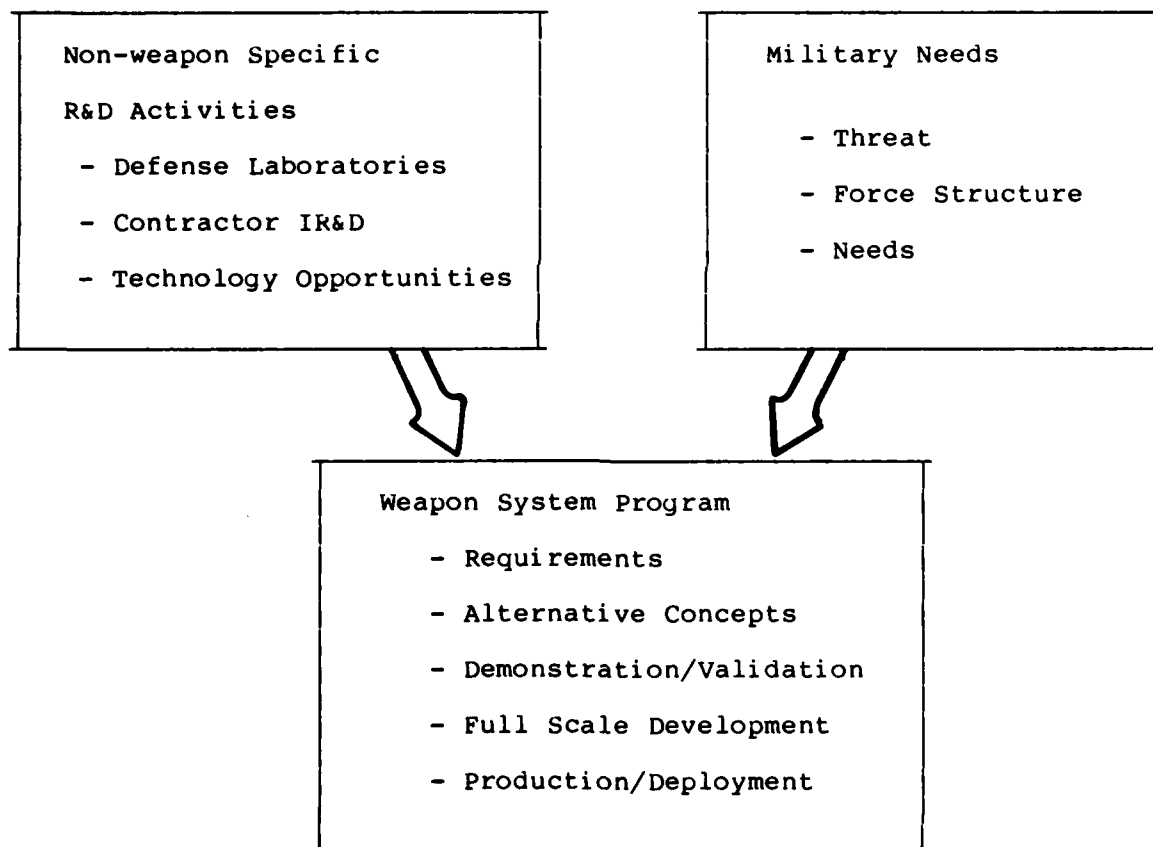 Non-weapon Specific
R&D Activities
- Defense Laboratories
- Contractor IR&D
- Technology Opportunities
Military Needs
- Threat
- Force Structure
- Needs
Weapon System Program
- Requirements
- Alternative Concepts
- Demonstration/Validation
- Full Scale Development
- Production/Deployment